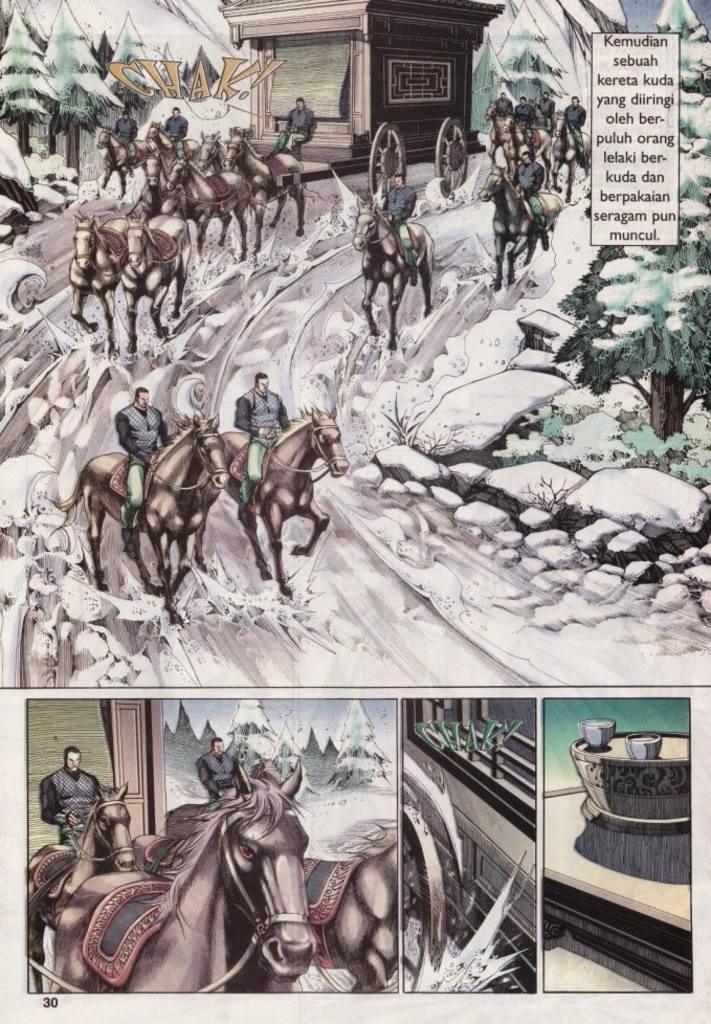 CHAK!
Kemudian
sebuah
kereta kuda
yang diiringi
oleh ber-
puluh orang
lelaki ber-
kuda dan
berpakaian
seragam pun
muncul.
CHAK!
30